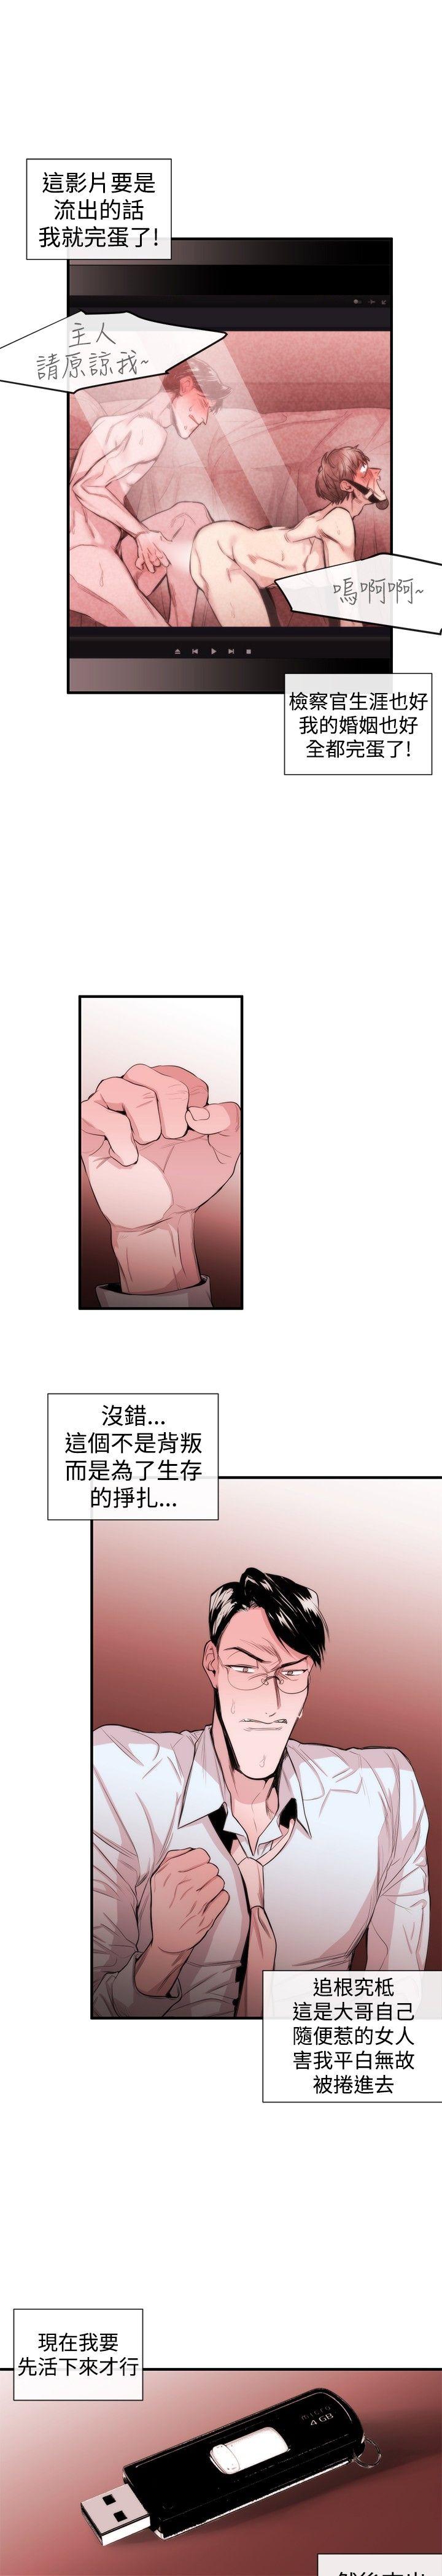 這影片要是
流出的話
我就完蛋了!
主人
請原諒我~
嗚啊啊~
檢察官生涯也好
我的婚姻也好
全都完蛋了!
沒錯...
這個不是背叛
而是為了生存
的掙扎...
追根究柢
這是大哥自己
隨便惹的女人
害我平白無故
被捲進去
現在我要
先活下來才行
4 GB